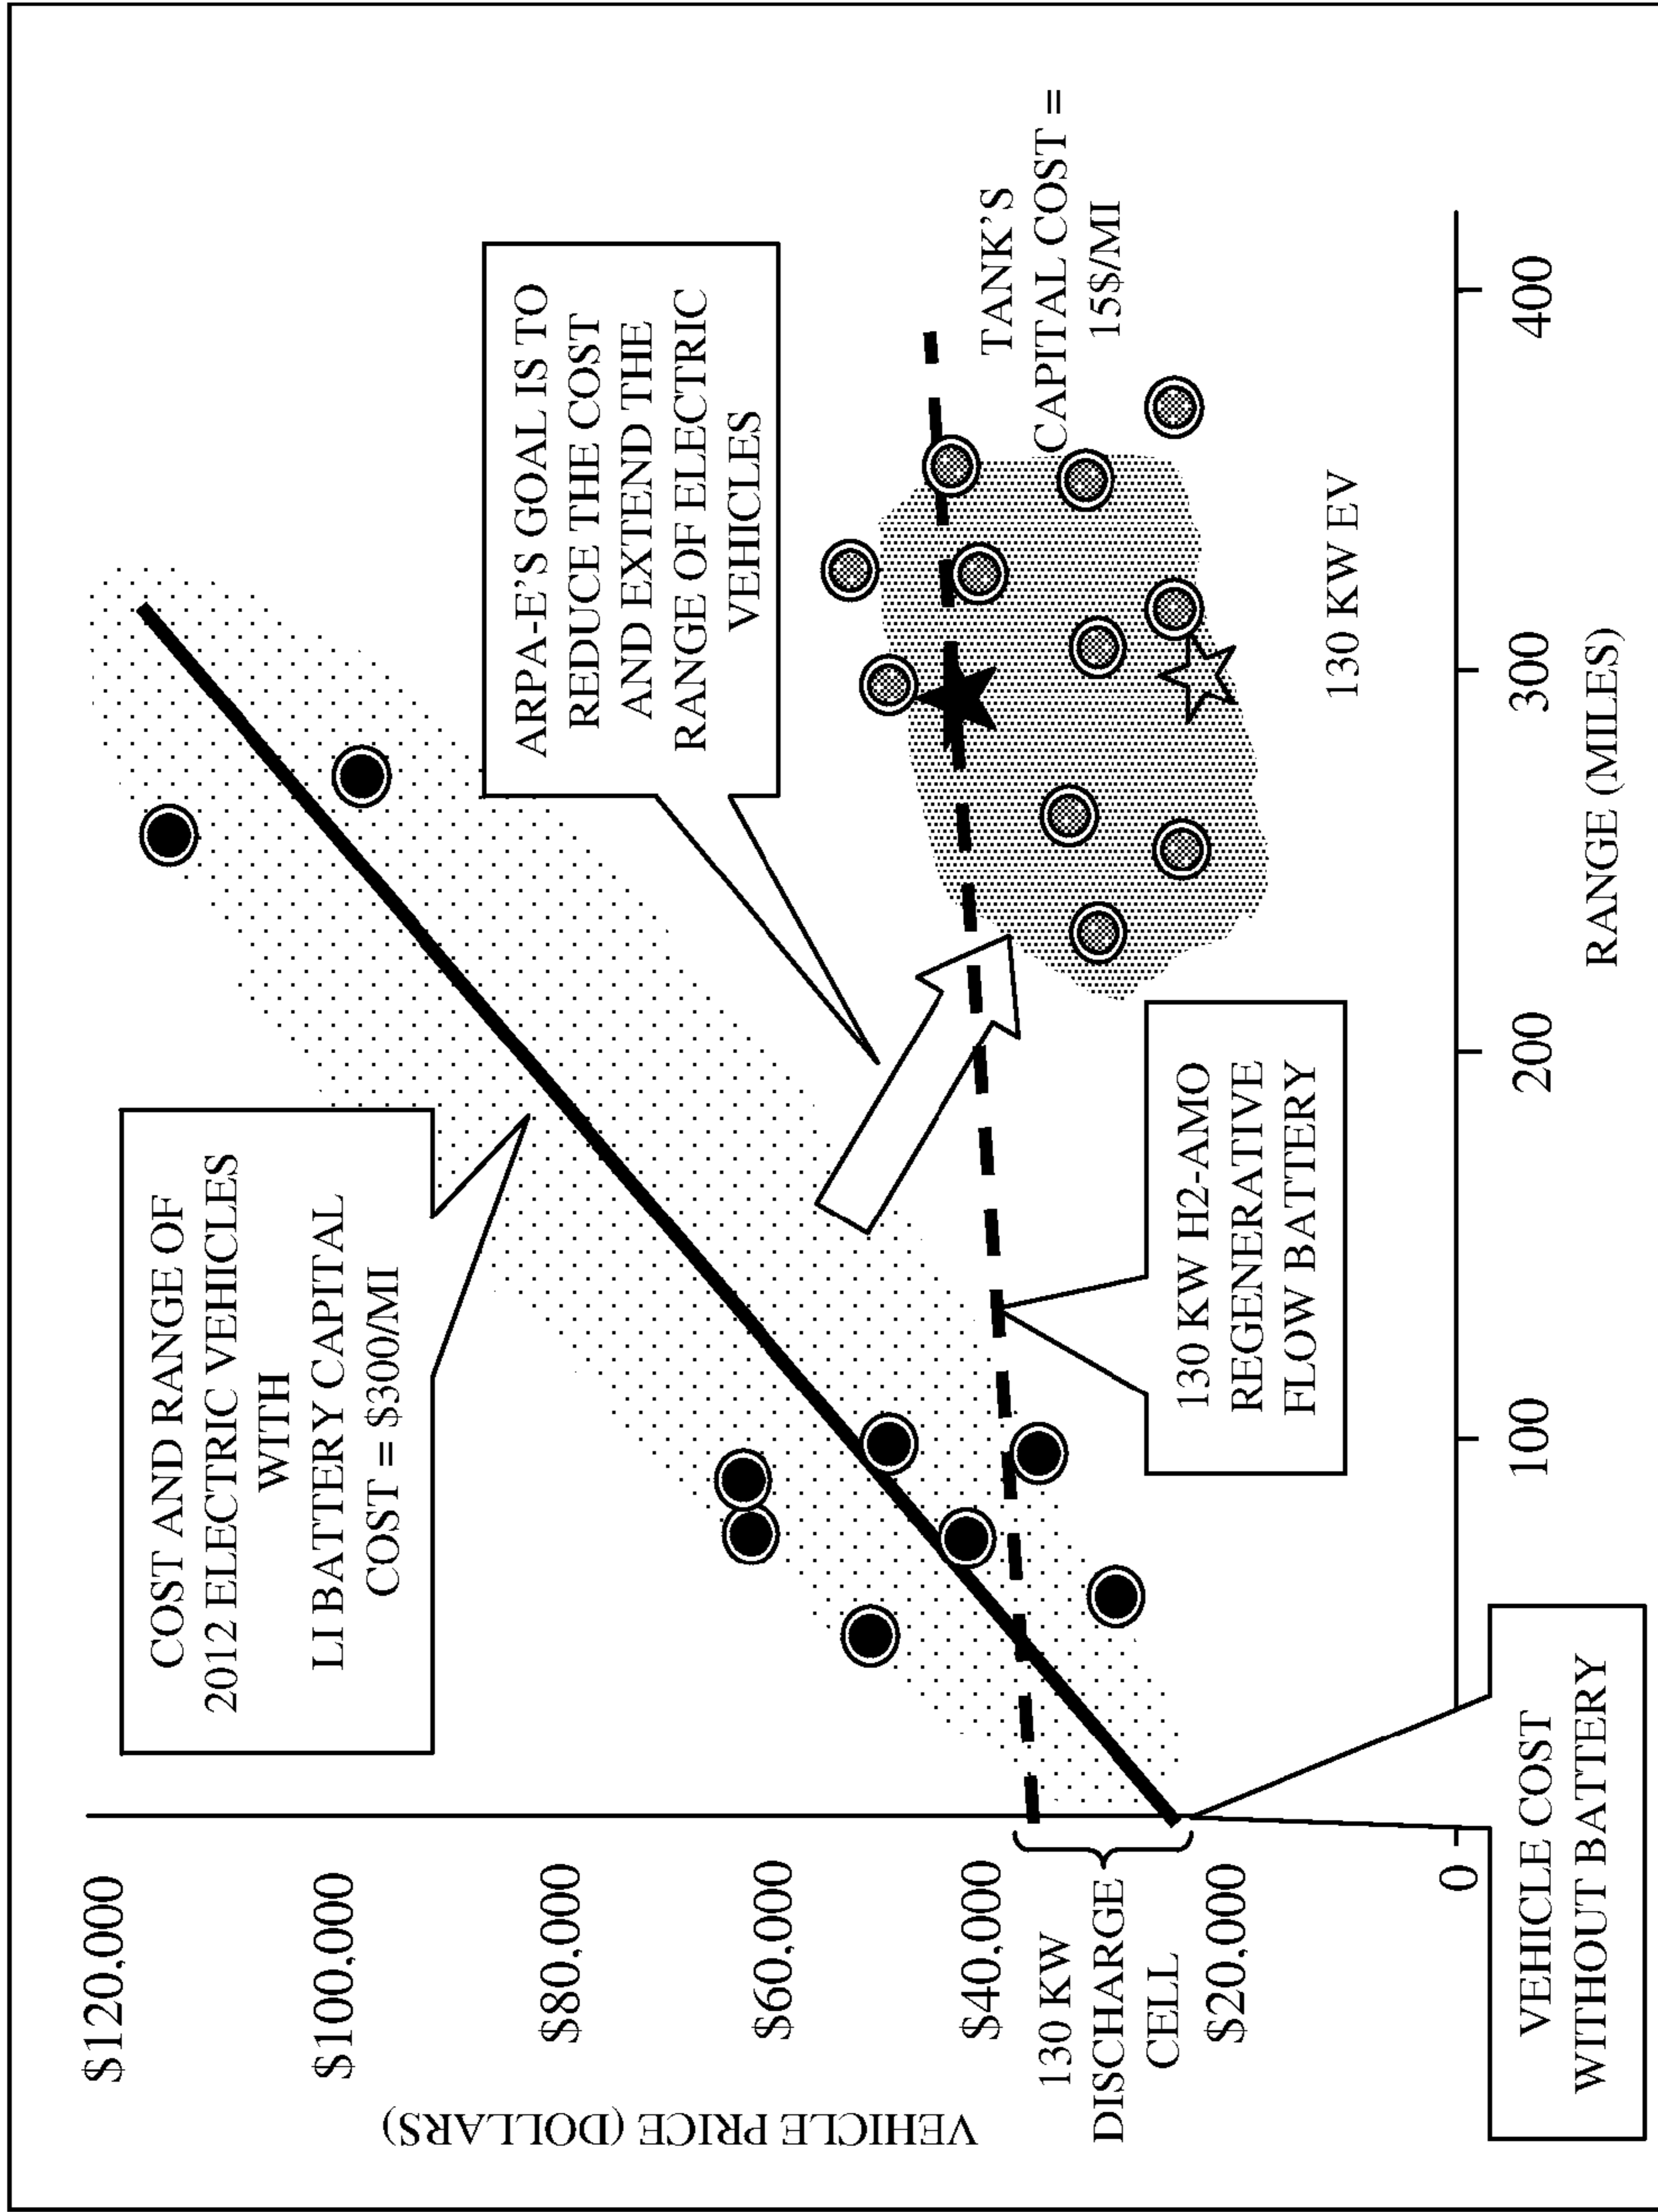 COST AND RANGE OF
2012 ELECTRIC VEHICLES
WITH
LI BATTERY CAPITAL
COST = $300/MI
ARPA-E'S GOAL IS TO
REDUCE THE COST
AND EXTEND THE
RANGE OF ELECTRIC
VEHICLES
TANK'S
CAPITAL COST =
15$/MI
130 KW H2-AMO
REGENERATIVE
FLOW BATTERY
130 KW EV
VEHICLE PRICE (DOLLARS)
$120,000
$100,000
$80,000
$60,000
$40,000
130 KW
DISCHARGE
CELL
$20,000
0
100
200
300
400
RANGE (MILES)
VEHICLE COST
WITHOUT BATTERY